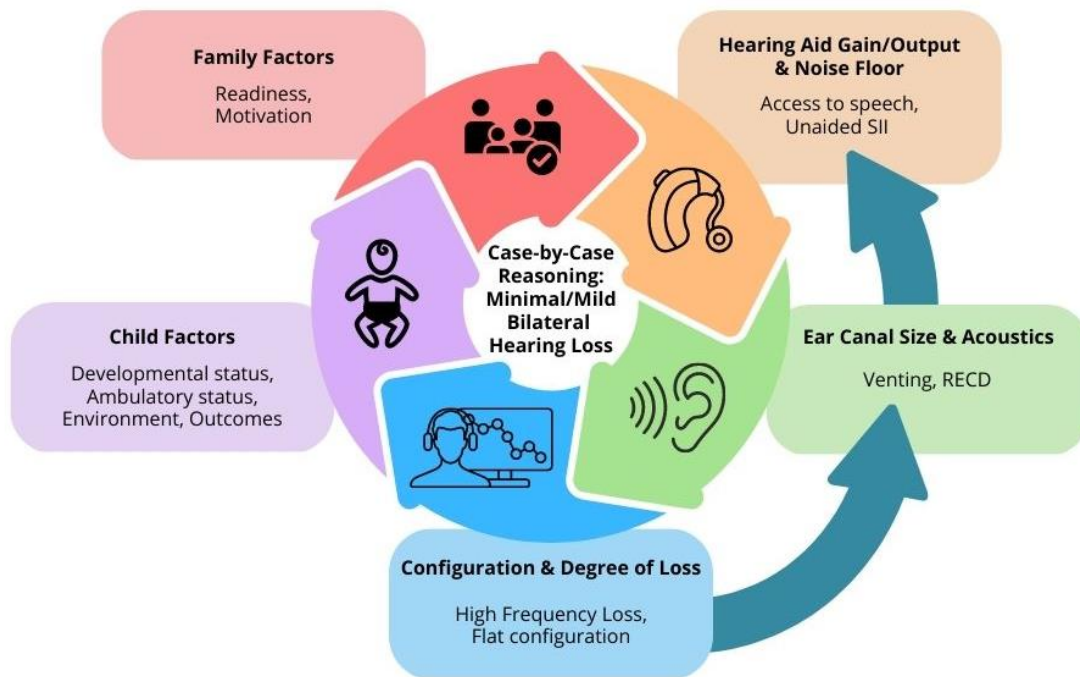 Family Factors
Readiness,
Motivation
Hearing Aid Gain/Output
& Noise Floor
Access to speech,
Unaided SII
Case-by-Case
Reasoning:
Minimal/Mild
Bilateral
Hearing Loss
Child Factors
Developmental status,
Ambulatory status,
Environment, Outcomes
Ear Canal Size & Acoustics
Venting, RECD
Configuration & Degree of Loss
High Frequency Loss,
Flat configuration